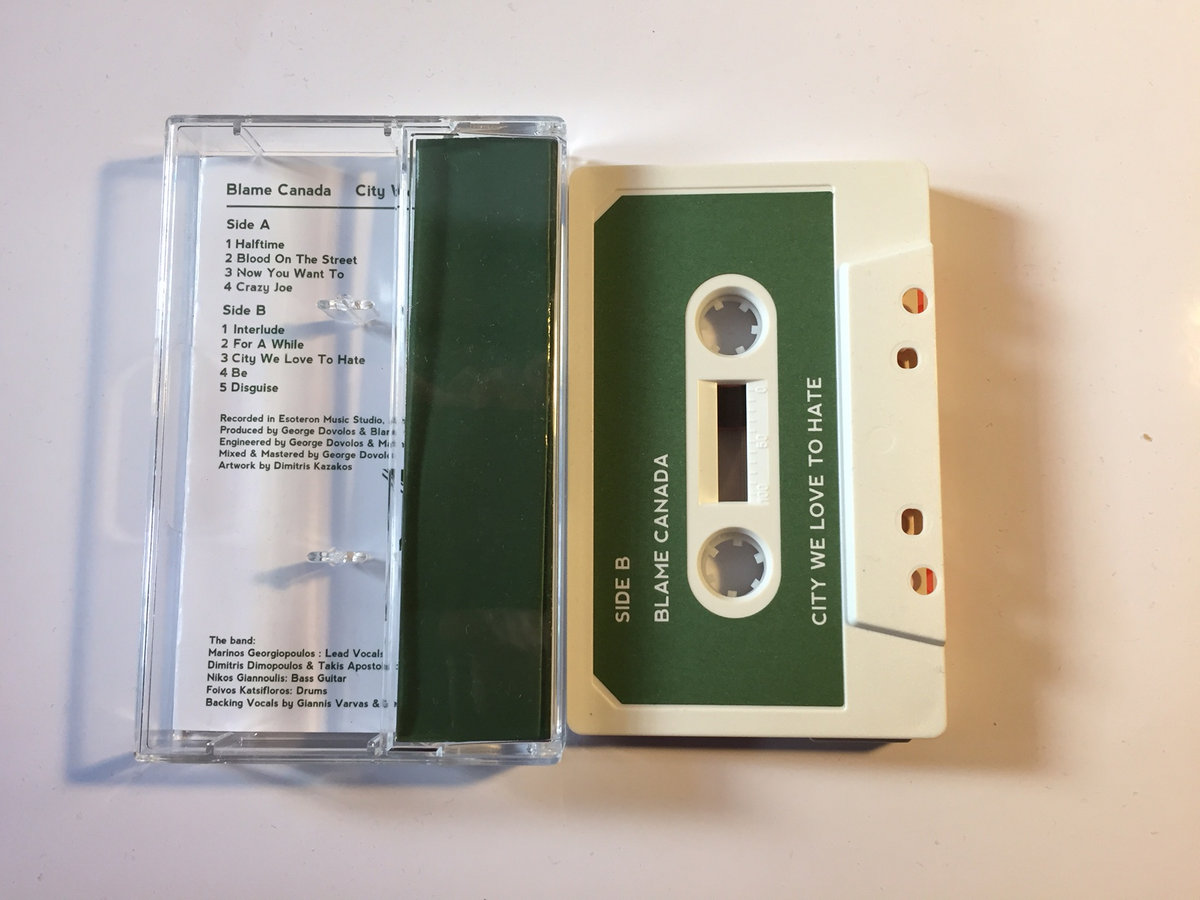 Blame Canada City
Side A
1 Halftime
2 Blood On The Street
3 Now You Want To
4 Crazy Joe
Side B
1 Interlude
2 For A While
3 City We Love To Hate
4 Be
5 Disguise
Recorded in Esoteron Music Studio,
Produced by George Dovolos &
Engineered by George Dovolos &
Mixed & Mastered by George
Artwork by Dimitris Kazakos
The band:
Marinos Georgiopoulos : Lead Vocals
Dimitris Dimopoulos & Takis
Nikos Giannoulis: Bass Guitar
Foivos Katsifloros: Drums
Backing Vocals by Giannis Varvas &
SIDE B
BLAME CANADA
0
50
100
CITY WE LOVE TO HATE